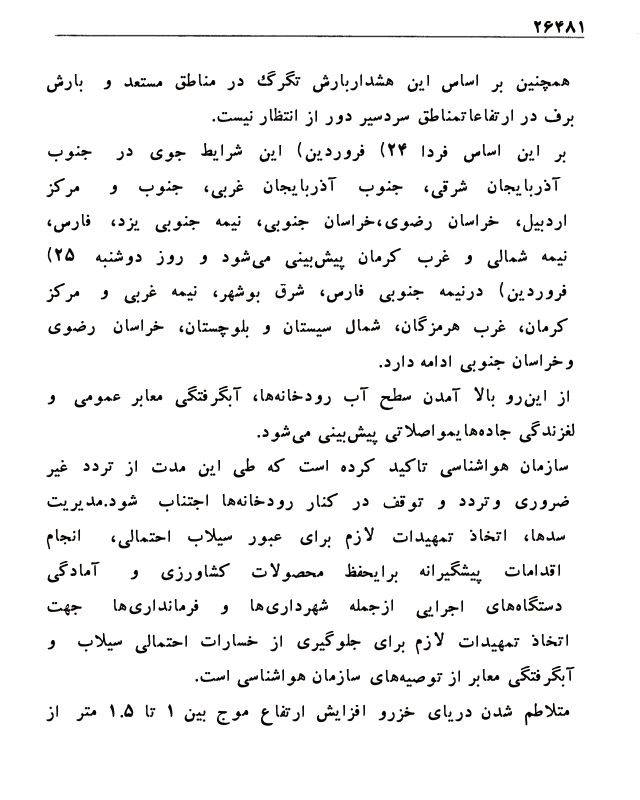 ۲۶۴۸۱
همچنین بر اساس این هشداربارش تگرگ در مناطق مستعد و بارش
برف در ارتفاعاتمناطق سردسیر دور از انتظار نیست.
بر این اساس فردا ۲۴) فروردین) این شرایط جوی در جنوب
آذربایجان شرقی، جنوب آذربایجان غربی، جنوب و مرکز
اردبیل، خراسان رضوی،خراسان جنوبی، نیمه جنوبی یزد، فارس،
نیمه شمالی و غرب کرمان پیش‌بینی می‌شود و روز دوشنبه ۲۵)
فروردین) درنیمه جنوبی فارس، شرق بوشهر، نیمه غربی و مرکز
کرمان، غرب هرمزگان، شمال سیستان و بلوچستان، خراسان رضوی
وخراسان جنوبی ادامه دارد.
از این‌رو بالا آمدن سطح آب رودخانه‌ها، آبگرفتگی معابر عمومی و
لغزندگی جاده‌هایمواصلاتی پیش‌بینی می‌شود.
سازمان هواشناسی تاکید کرده است که طی این مدت از تردد غیر
ضروری وتردد و توقف در کنار رودخانه‌ها اجتناب شود.مدیریت
سدها، اتخاذ تمهیدات لازم برای عبور سیلاب احتمالی، انجام
اقدامات پیشگیرانه برایحفظ محصولات کشاورزی و آمادگی
دستگاه‌های اجرایی ازجمله شهرداری‌ها و فرمانداری‌ها جهت
اتخاذ تمهیدات لازم برای جلوگیری از خسارات احتمالی سیلاب و
آبگرفتگی معابر از توصیه‌های سازمان هواشناسی است.
متلاطم شدن دریای خزرو افزایش ارتفاع موج بین ۱ تا ۱.۵ متر از